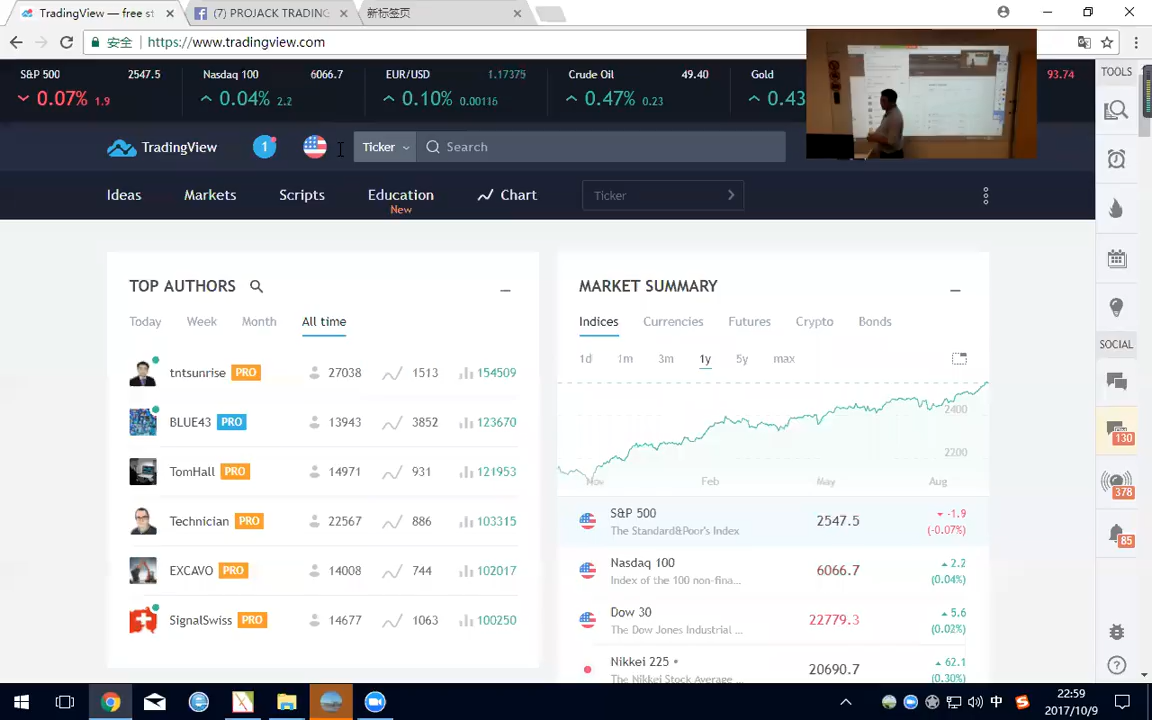 TradingView — free st
(7) PROJACK TRADING
新标签页
安全 https://www.tradingview.com
S&P 500 2547.5
0.07% 1.9
Nasdaq 100 6066.7
0.04% 2.2
EUR/USD 1.17375
0.10% 0.00116
Crude Oil 49.40
0.47% 0.23
Gold
0.43
93.74
TOOLS
TradingView 1 Ticker Search
Ideas Markets Scripts Education Chart Ticker
New
TOP AUTHORS
Today Week Month All time
tntsunrise PRO 27038 1513 154509
BLUE43 PRO 13943 3852 123670
TomHall PRO 14971 931 121953
Technician PRO 22567 886 103315
EXCAVO PRO 14008 744 102017
SignalSwiss PRO 14677 1063 100250
MARKET SUMMARY
Indices Currencies Futures Crypto Bonds
1d 1m 3m 1y 5y max
2400
2200
Nov Feb May Aug
S&P 500 2547.5 -1.9
The Standard&Poor's Index (-0.07%)
Nasdaq 100 6066.7 2.2
Index of the 100 non-fina... (0.04%)
Dow 30 22779.3 5.6
The Dow Jones Industrial ... (0.02%)
Nikkei 225 20690.7 62.1
The Nikkei Stock Average ... (0.30%)
SOCIAL
130
378
85
中
22:59
2017/10/9